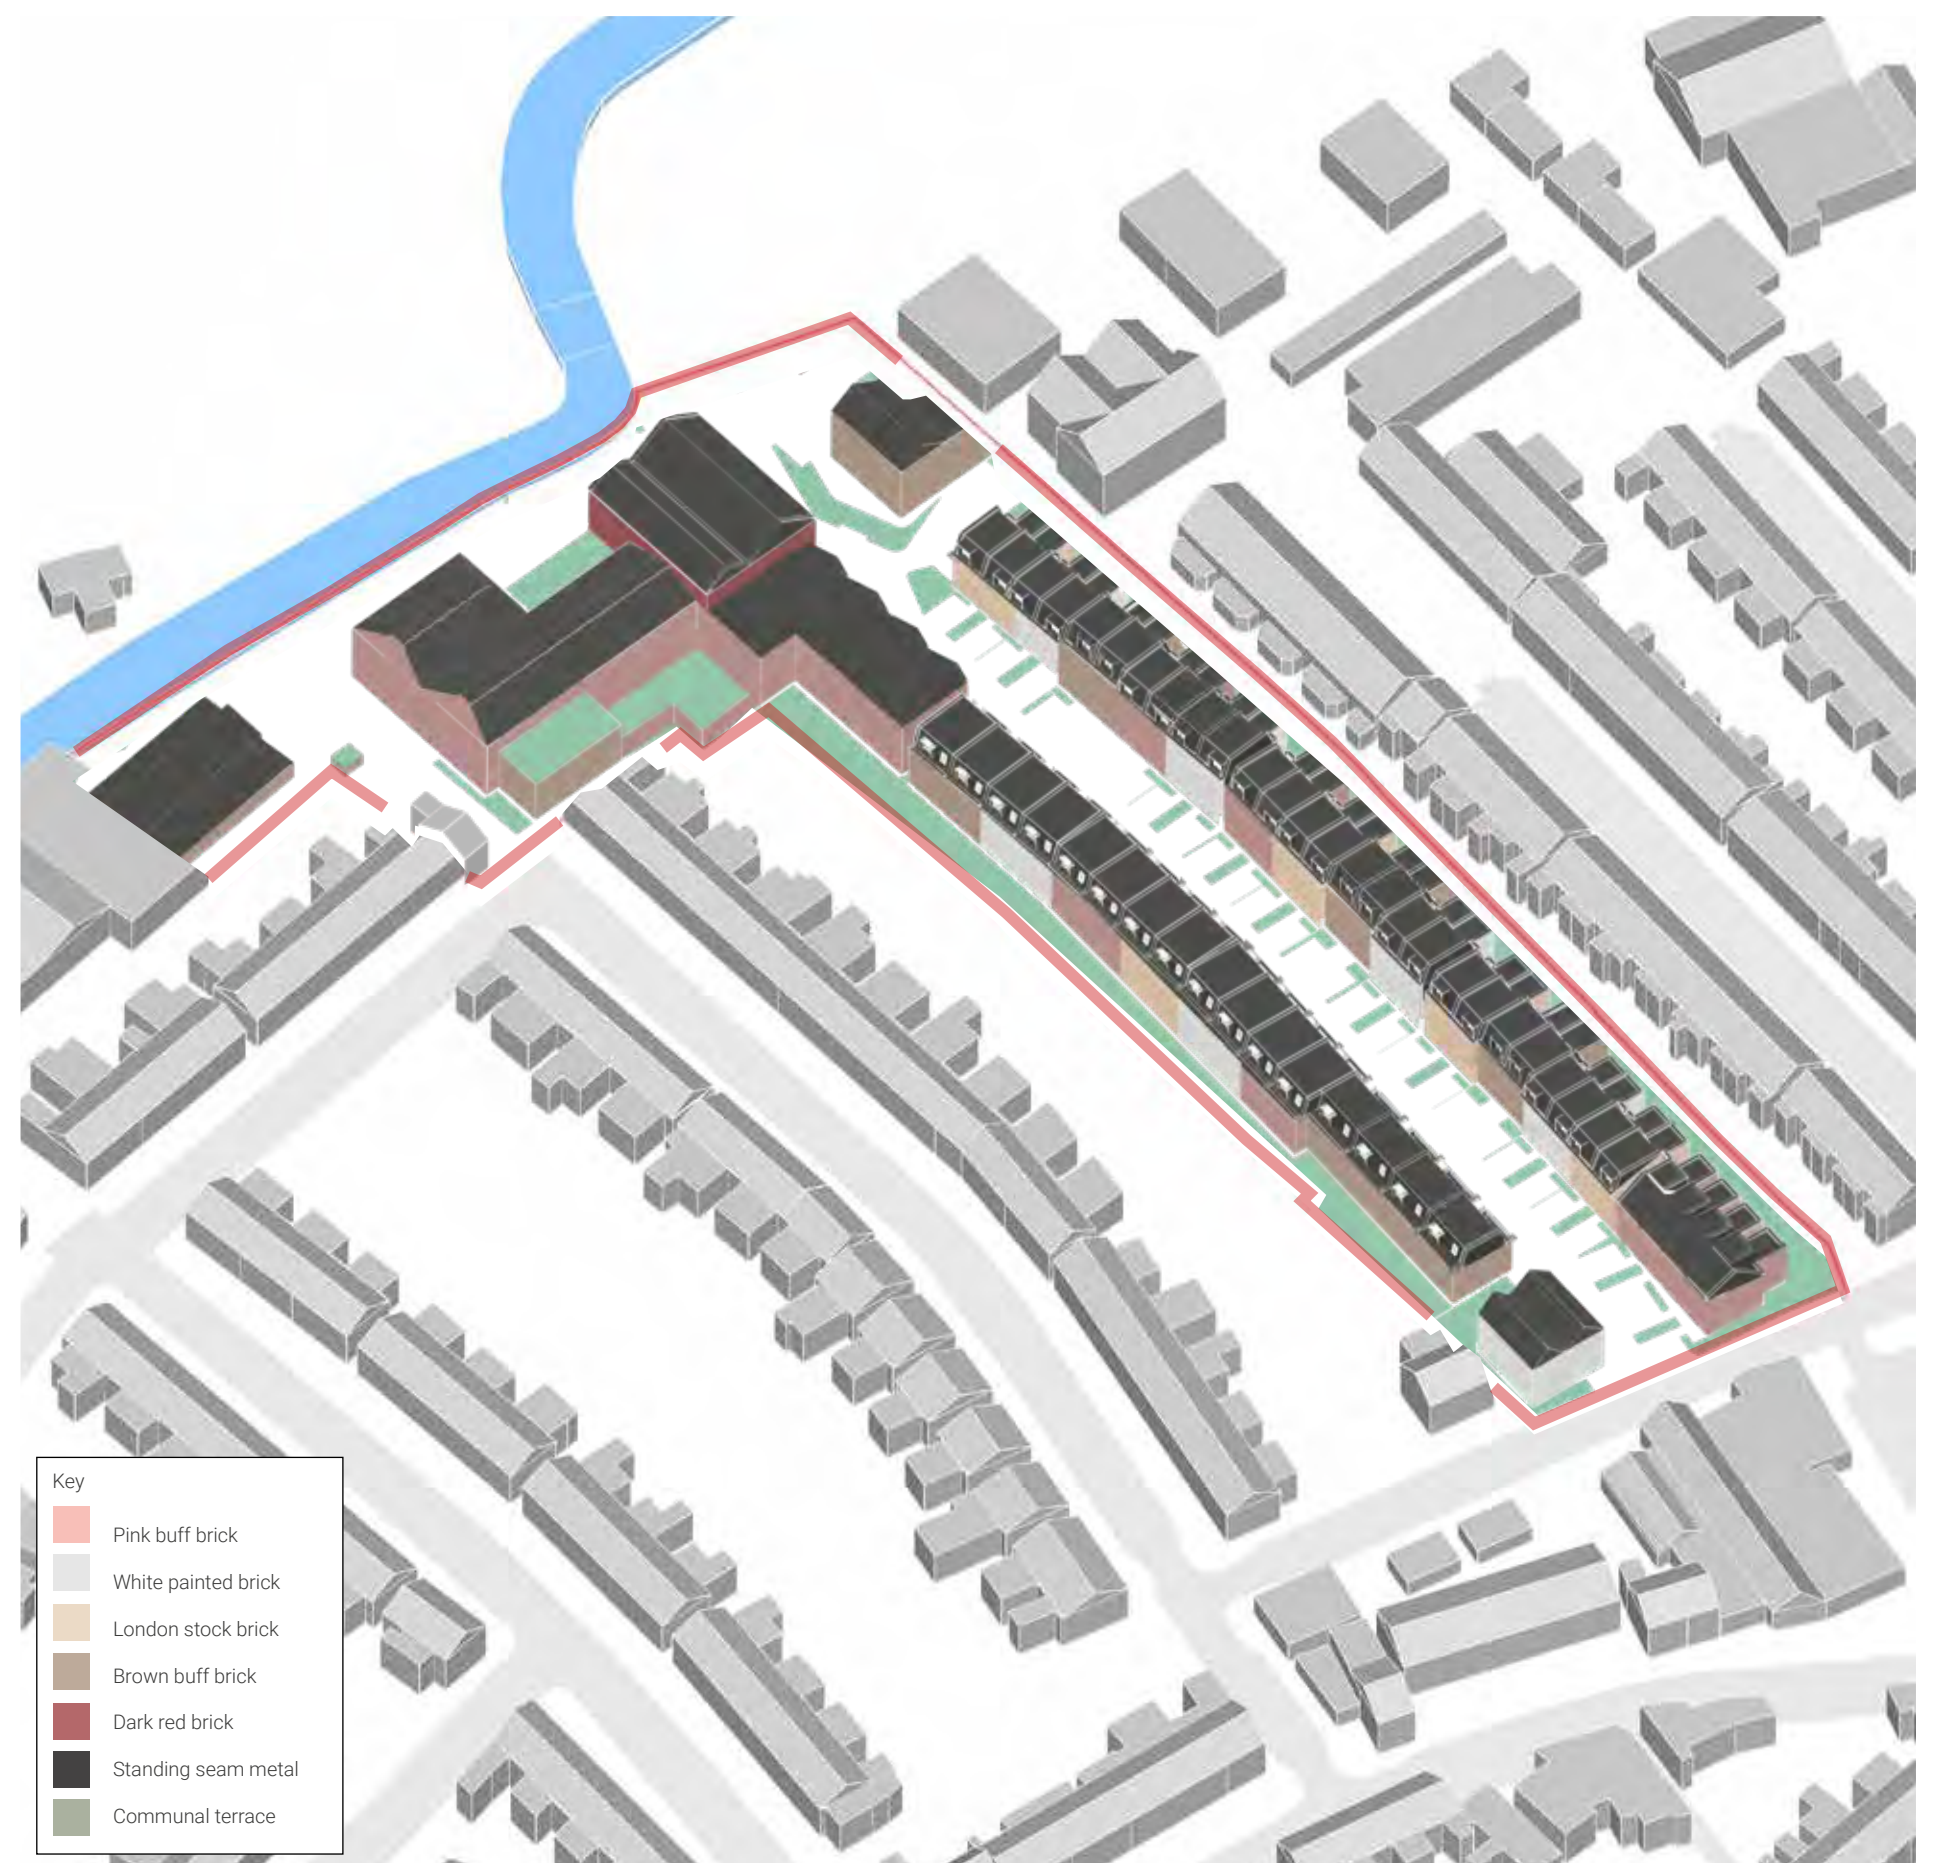 Key
Pink buff brick
White painted brick
London stock brick
Brown buff brick
Dark red brick
Standing seam metal
Communal terrace